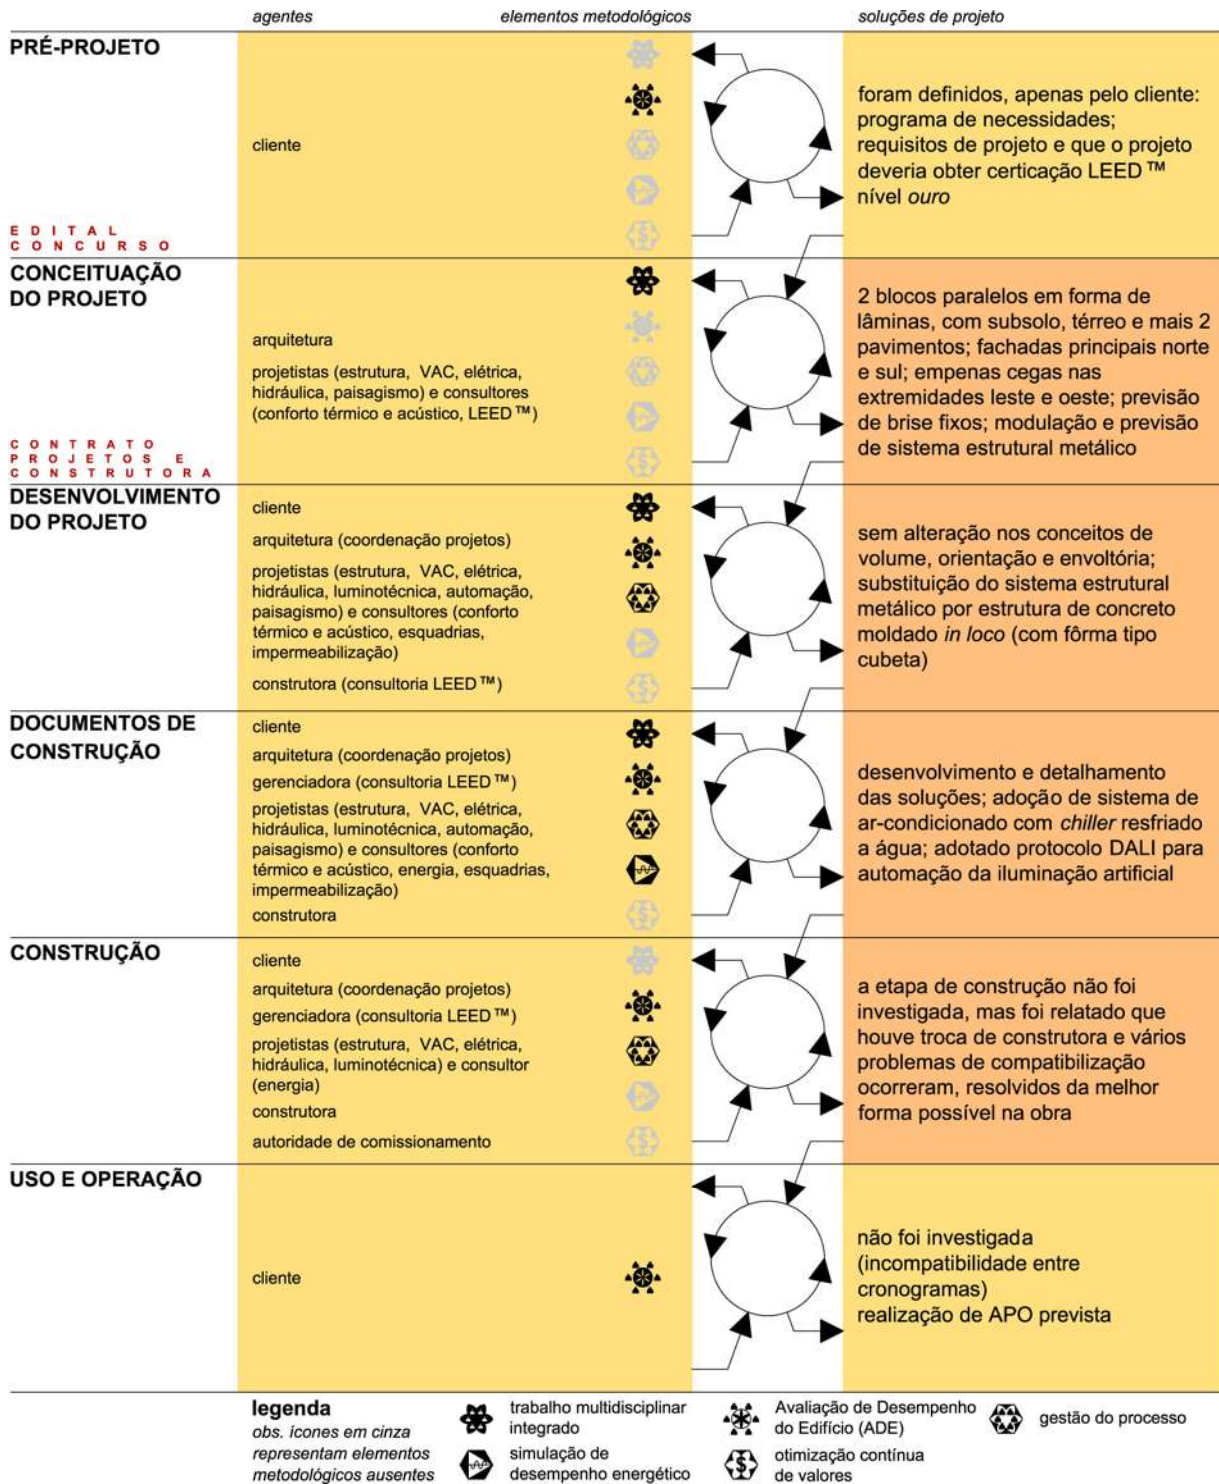 agentes
elementos metodológicos
soluções de projeto
PRÉ-PROJETO
cliente
foram definidos, apenas pelo cliente:
programa de necessidades;
requisitos de projeto e que o projeto
deveria obter certicação LEED™
nível ouro
EDITAL
CONCURSO
CONCEITUAÇÃO
DO PROJETO
arquitetura
projetistas (estrutura, VAC, elétrica,
hidráulica, paisagismo) e consultores
(conforto térmico e acústico, LEED™)
2 blocos paralelos em forma de
lâminas, com subsolo, térreo e mais 2
pavimentos; fachadas principais norte
e sul; empenas cegas nas
extremidades leste e oeste; previsão
de brise fixos; modulação e previsão
de sistema estrutural metálico
CONTRATO
PROJETOS E
CONSTRUTORA
DESENVOLVIMENTO
DO PROJETO
cliente
arquitetura (coordenação projetos)
projetistas (estrutura, VAC, elétrica,
hidráulica, luminotécnica, automação,
paisagismo) e consultores (conforto
térmico e acústico, esquadrias,
impermeabilização)
construtora (consultoria LEED™)
sem alteração nos conceitos de
volume, orientação e envoltória;
substituição do sistema estrutural
metálico por estrutura de concreto
moldado in loco (com fôrma tipo
cubeta)
DOCUMENTOS DE
CONSTRUÇÃO
cliente
arquitetura (coordenação projetos)
gerenciadora (consultoria LEED™)
projetistas (estrutura, VAC, elétrica,
hidráulica, luminotécnica, automação,
paisagismo) e consultores (conforto
térmico e acústico, energia, esquadrias,
impermeabilização)
construtora
desenvolvimento e detalhamento
das soluções; adoção de sistema de
ar-condicionado com chiller resfriado
a água; adotado protocolo DALI para
automação da iluminação artificial
CONSTRUÇÃO
cliente
arquitetura (coordenação projetos)
gerenciadora (consultoria LEED™)
projetistas (estrutura, VAC, elétrica,
hidráulica, luminotécnica) e consultor
(energia)
construtora
autoridade de comissionamento
a etapa de construção não foi
investigada, mas foi relatado que
houve troca de construtora e vários
problemas de compatibilização
ocorreram, resolvidos da melhor
forma possível na obra
USO E OPERAÇÃO
cliente
não foi investigada
(incompatibilidade entre
cronogramas)
realização de APO prevista
legenda
obs. ícones em cinza
representam elementos
metodológicos ausentes
trabalho multidisciplinar
integrado
simulação de
desempenho energético
Avaliação de Desempenho
do Edifício (ADE)
otimização contínua
de valores
gestão do processo